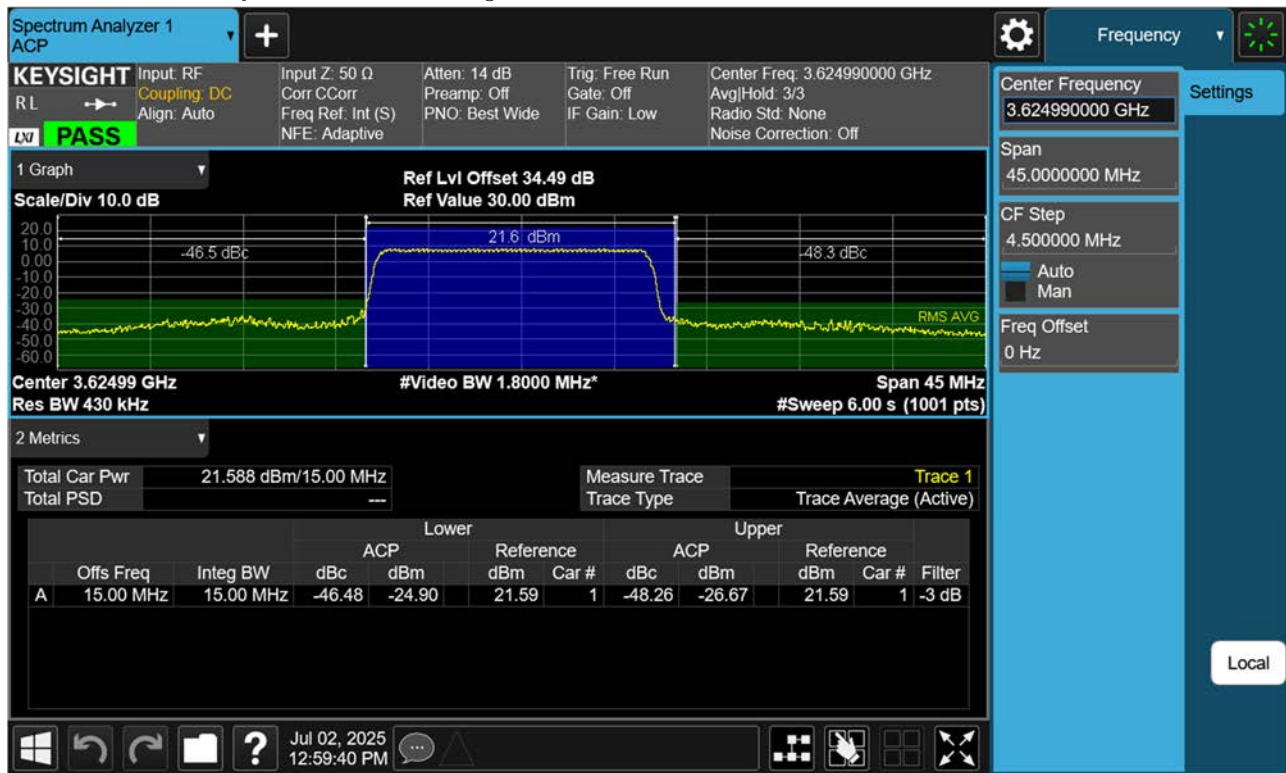 Spectrum Analyzer 1
ACP
Frequency
KEYSIGHT
R L
LXI
PASS
Input: RF
Coupling: DC
Align: Auto
Input Z: 50 Ω
Corr CCorr
Freq Ref: Int (S)
NFE: Adaptive
Atten: 14 dB
Preamp: Off
PNO: Best Wide
Trig: Free Run
Gate: Off
IF Gain: Low
Center Freq: 3.624990000 GHz
Avg|Hold: 3/3
Radio Std: None
Noise Correction: Off
Center Frequency
3.624990000 GHz
Settings
Span
45.0000000 MHz
CF Step
4.500000 MHz
Auto
Man
Freq Offset
0 Hz
Local
1 Graph
Scale/Div 10.0 dB
Ref Lvl Offset 34.49 dB
Ref Value 30.00 dBm
20.0
10.0
0.00
-10.0
-20.0
-30.0
-40.0
-50.0
-60.0
-46.5 dBc
21.6 dBm
-48.3 dBc
RMS AVG
Center 3.62499 GHz
#Video BW 1.8000 MHz*
Span 45 MHz
Res BW 430 kHz
#Sweep 6.00 s (1001 pts)
2 Metrics
Total Car Pwr 21.588 dBm/15.00 MHz
Total PSD ---
Measure Trace Trace 1
Trace Type Trace Average (Active)
Lower Upper
ACP Reference ACP Reference
Offs Freq Integ BW dBc dBm dBm Car # dBc dBm dBm Car # Filter
A 15.00 MHz 15.00 MHz -46.48 -24.90 21.59 1 -48.26 -26.67 21.59 1 -3 dB
?
Jul 02, 2025
12:59:40 PM